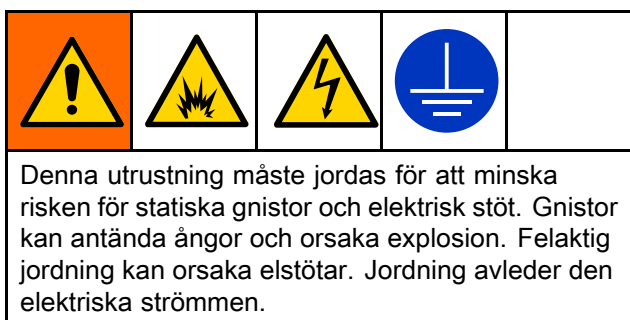 Denna utrustning måste jordas för att minska
risken för statiska gnistor och elektrisk stöt. Gnistor
kan antända ångor och orsaka explosion. Felaktig
jordning kan orsaka elstötar. Jordning avleder den
elektriska strömmen.